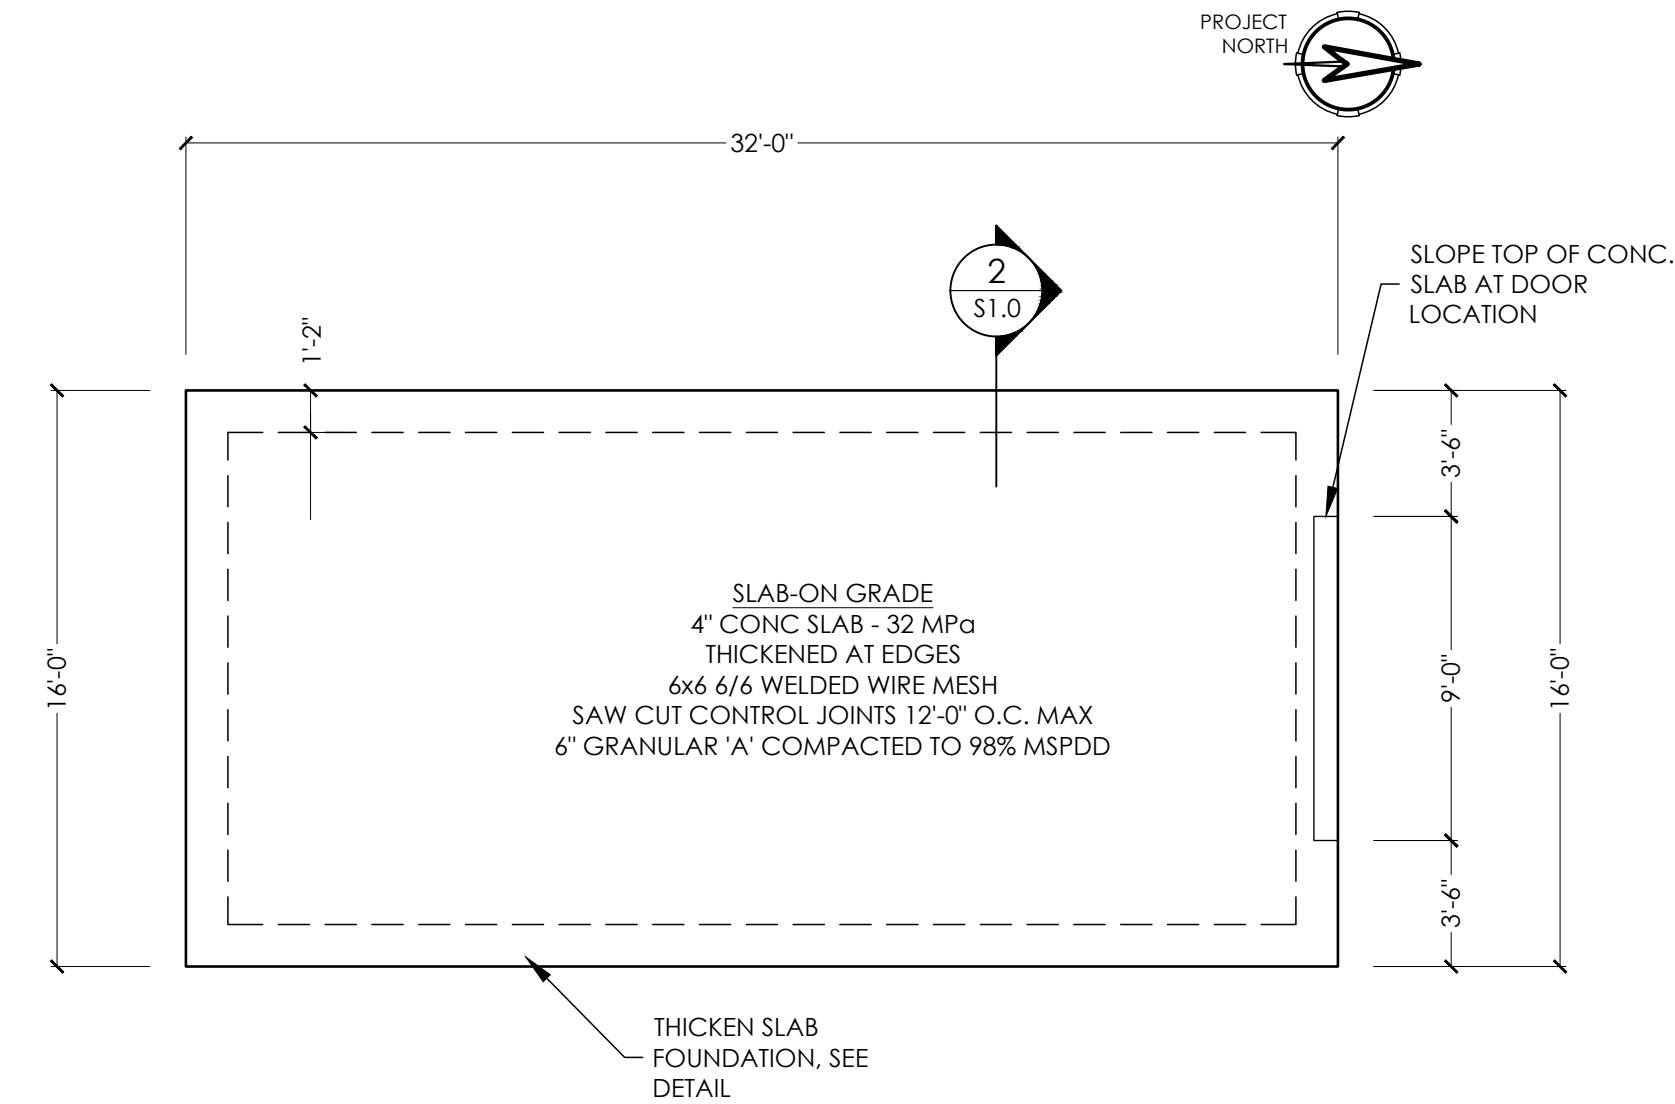 PROJECT
NORTH
32'-0"
2
S1.0
SLOPE TOP OF CONC.
SLAB AT DOOR
LOCATION
1'-2"
3'-6"
SLAB-ON GRADE
4" CONC SLAB - 32 MPa
THICKENED AT EDGES
6x6 6/6 WELDED WIRE MESH
SAW CUT CONTROL JOINTS 12'-0" O.C. MAX
6" GRANULAR 'A' COMPACTED TO 98% MSPDD
16'-0"
9'-0"
16'-0"
3'-6"
THICKEN SLAB
FOUNDATION, SEE
DETAIL